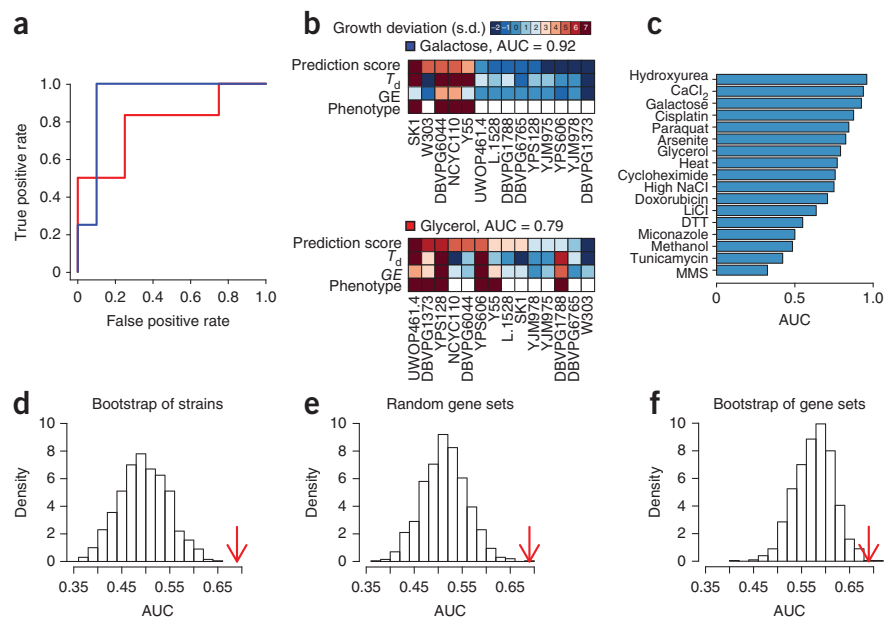 a
1.0
0.8
0.6
0.4
0.2
0
True positive rate
0 0.2 0.4 0.6 0.8 1.0
False positive rate
b
Growth deviation (s.d.) –2 –1 0 1 2 3 4 5 6 7
Galactose, AUC = 0.92
Prediction score
Td
GE
Phenotype
SK1
W303
DBVPG6044
NCYC110
Y55
UWOP461.4
L.1528
DBVPG1788
DBVPG6765
YPS128
YJM975
YPS606
YJM978
DBVPG1373
Glycerol, AUC = 0.79
Prediction score
Td
GE
Phenotype
UWOP461.4
DBVPG1373
YPS128
NCYC110
DBVPG6044
YPS606
Y55
L.1528
SK1
YJM978
YJM975
DBVPG1788
DBVPG6765
W303
c
Hydroxyurea
CaCl2
Galactose
Cisplatin
Paraquat
Arsenite
Glycerol
Heat
Cycloheximide
High NaCl
Doxorubicin
LiCl
DTT
Miconazole
Methanol
Tunicamycin
MMS
0 0.5 1.0
AUC
d
Bootstrap of strains
10
8
6
4
2
0
Density
0.35 0.45 0.55 0.65
AUC
e
Random gene sets
10
8
6
4
2
0
Density
0.35 0.45 0.55 0.65
AUC
f
Bootstrap of gene sets
10
8
6
4
2
0
Density
0.35 0.45 0.55 0.65
AUC